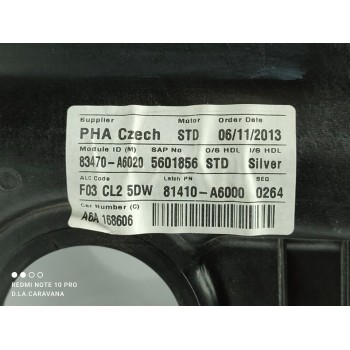 Supplier Motor Order Date
PHA Czech STD 06/11/2013
Module ID (M) SAP No O/S HDL I/S HDL
83470-A6020 5601856 STD Silver
ALC Code Latch PN SEQ
F03 CL2 5DW 81410-A6000 0264
Car Number (C)
A6A 168606
REDMI NOTE 10 PRO
D.LA.CARAVANA